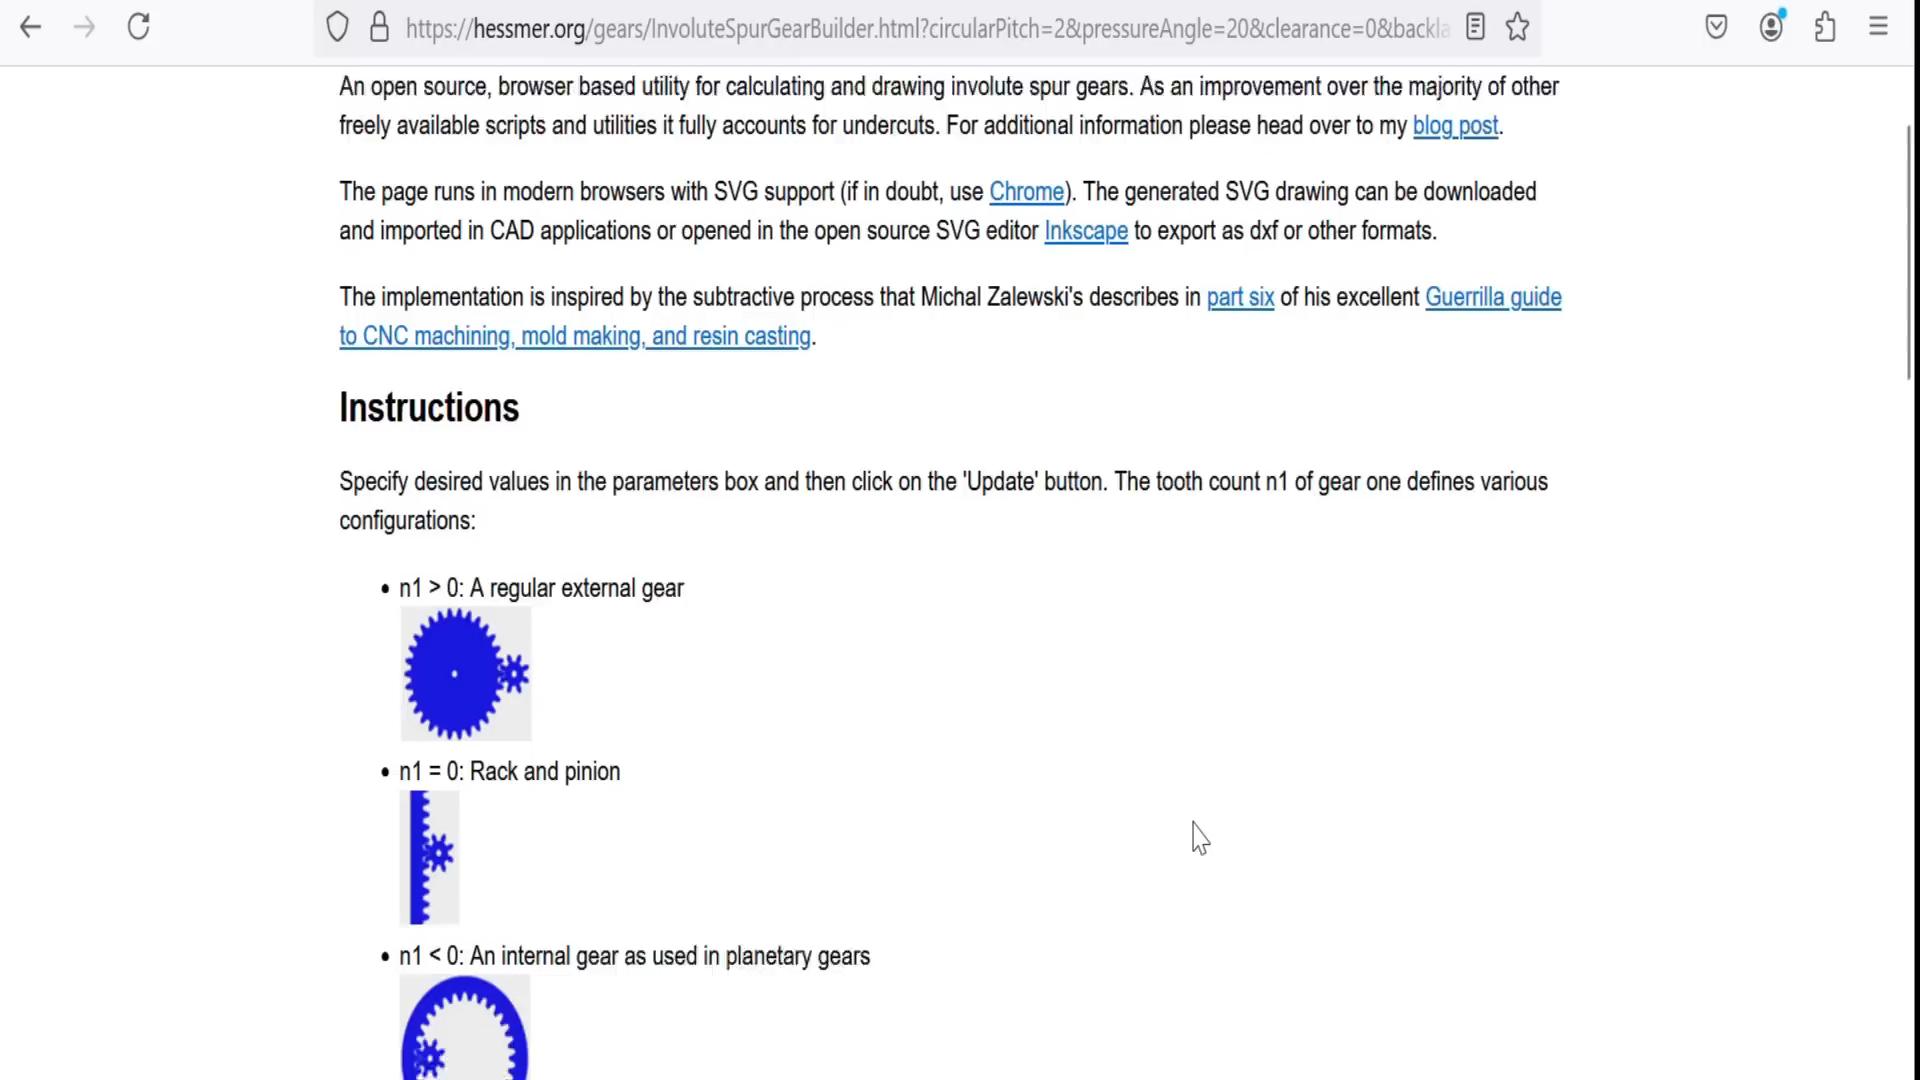 https://hessmer.org/gears/InvoluteSpurGearBuilder.html?circularPitch=2&pressureAngle=20&clearance=0&backla
An open source, browser based utility for calculating and drawing involute spur gears. As an improvement over the majority of other
freely available scripts and utilities it fully accounts for undercuts. For additional information please head over to my blog post.
The page runs in modern browsers with SVG support (if in doubt, use Chrome). The generated SVG drawing can be downloaded
and imported in CAD applications or opened in the open source SVG editor Inkscape to export as dxf or other formats.
The implementation is inspired by the subtractive process that Michal Zalewski's describes in part six of his excellent Guerrilla guide
to CNC machining, mold making, and resin casting.
Instructions
Specify desired values in the parameters box and then click on the 'Update' button. The tooth count n1 of gear one defines various
configurations:
• n1 > 0: A regular external gear
• n1 = 0: Rack and pinion
• n1 < 0: An internal gear as used in planetary gears